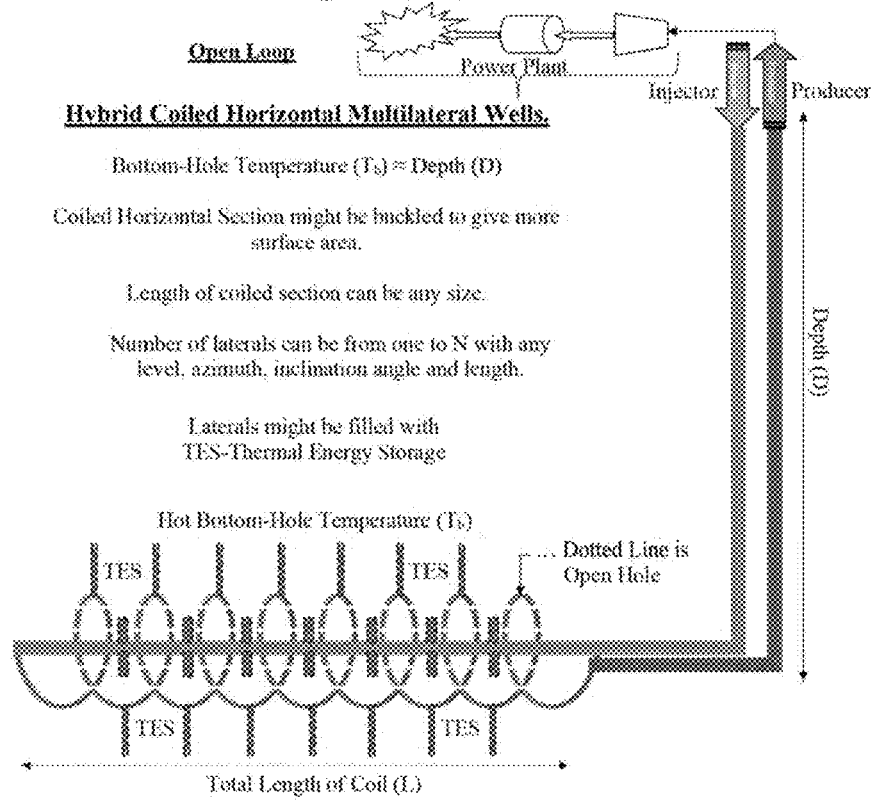 Open Loop
Power Plant
Injector
Producer
Hybrid Coiled Horizontal Multilateral Wells.
Bottom-Hole Temperature (Tb) ≈ Depth (D)
Coiled Horizontal Section might be buckled to give more
surface area.
Length of coiled section can be any size.
Number of laterals can be from one to N with any
level, azimuth, inclination angle and length.
Depth (D)
Laterals might be filled with
TES-Thermal Energy Storage
Hot Bottom-Hole Temperature (Tb)
Dotted Line is
Open Hole
TES
TES
TES
TES
Total Length of Coil (L)